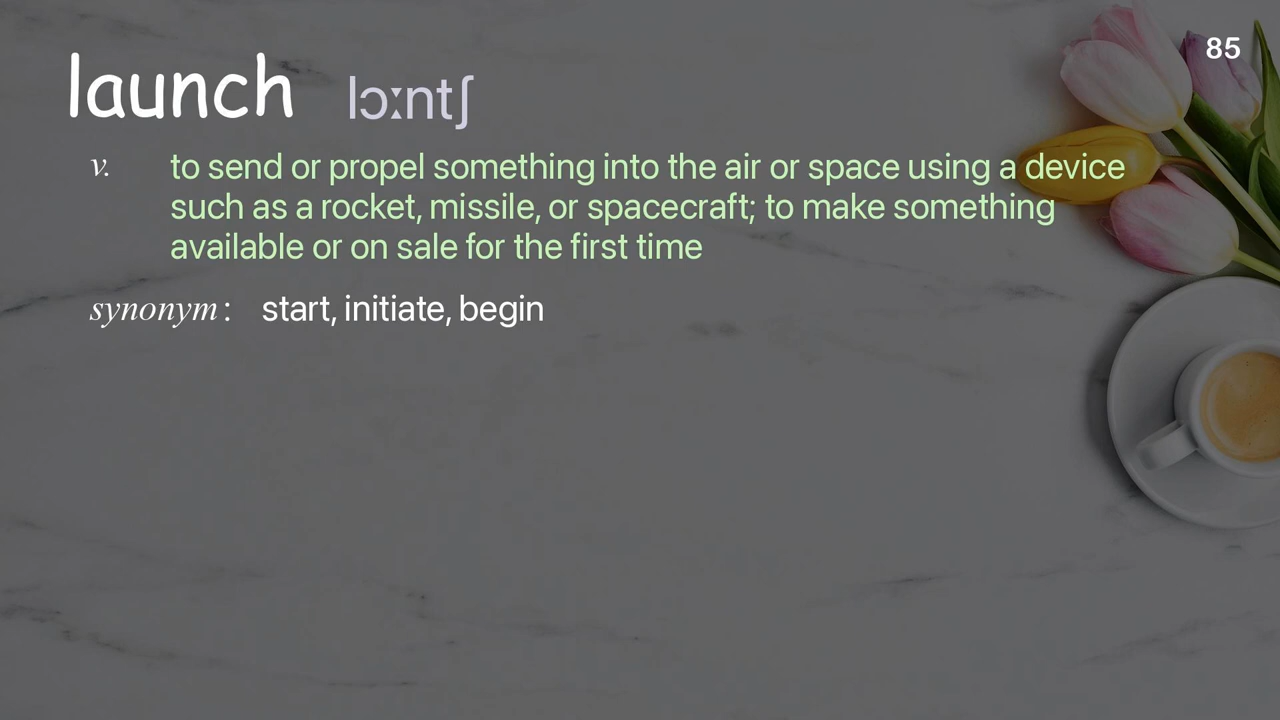 85
launch lɔːntʃ
v. to send or propel something into the air or space using a device
such as a rocket, missile, or spacecraft; to make something
available or on sale for the first time
synonym: start, initiate, begin